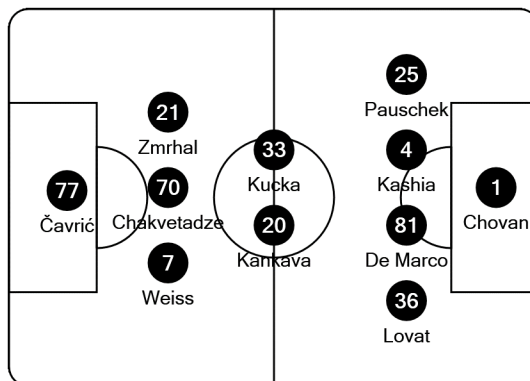 25
Pauschek
21
Zmrhal
33
Kucka
4
Kashia
77
Čavrić
70
Chakvetadze
1
Chovan
20
Kankava
81
De Marco
7
Weiss
36
Lovat